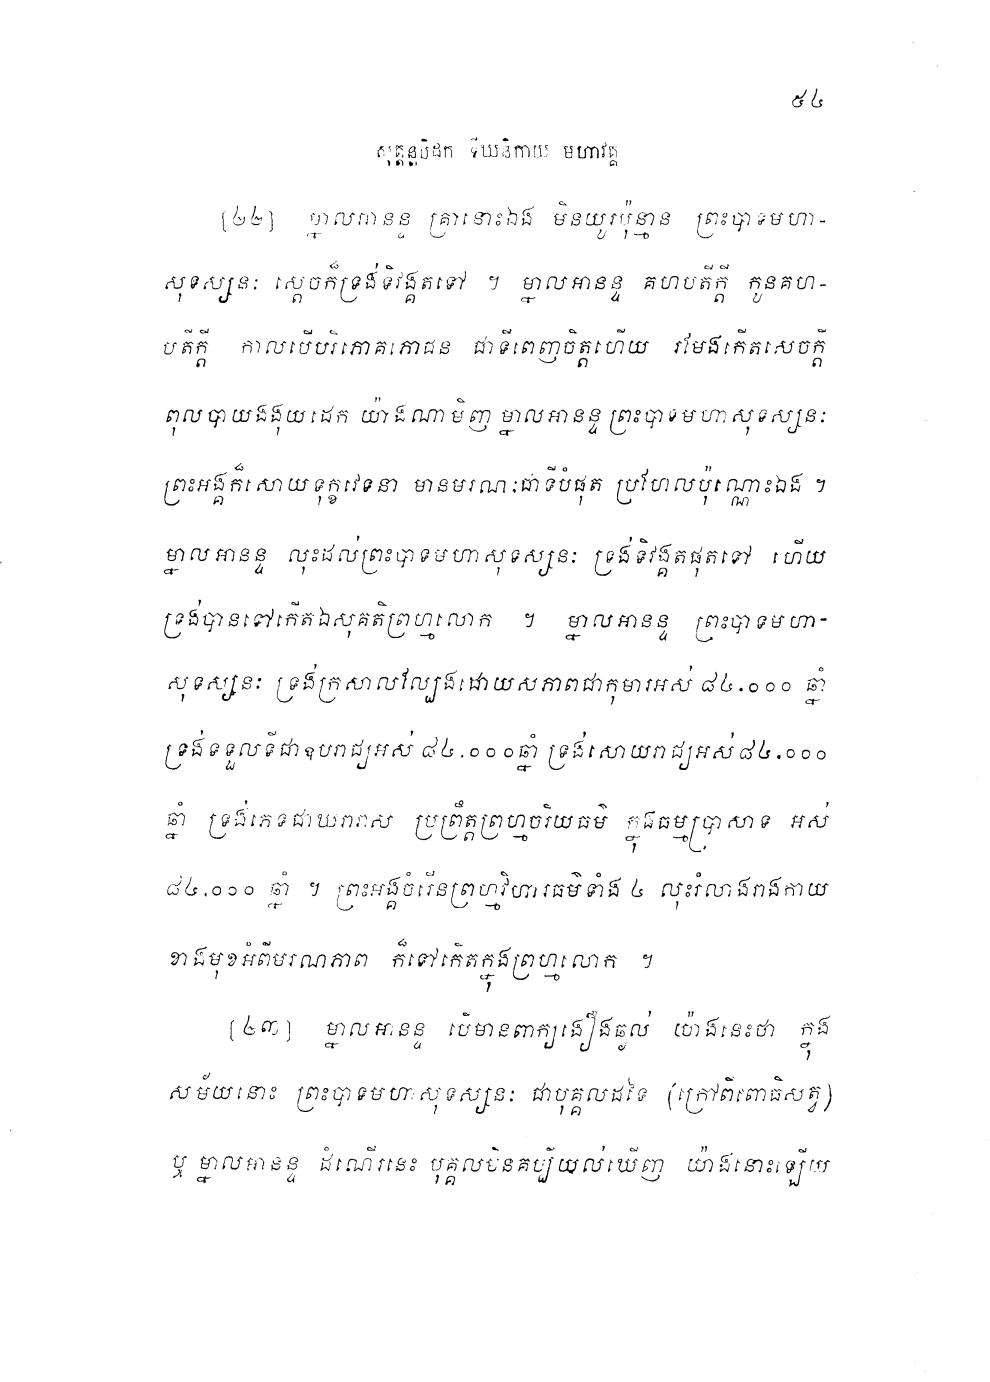 ៥៤
សុត្តន្តបិដក ទីឃនិកាយ មហាវគ្គ
[៤២] ម្នាលអានន្ទ គ្រានោះឯង មិនយូរប៉ុន្មាន ព្រះបាទមហា-
សុទស្សនៈ ស្តេចក៏ទ្រង់ទិវង្គតទៅ ។ ម្នាលអានន្ទ គហបតីក្តី កូនគហ-
បតីក្តី កាលបើបរិភោគភោជន ជាទីពេញចិត្តហើយ រមែងកើតសេចក្តី
ពុលបាយងងុយដេក យ៉ាងណាមិញ ម្នាលអានន្ទ ព្រះបាទមហាសុទស្សនៈ
ព្រះអង្គក៏សោយទុក្ខវេទនា មានមរណៈជាទីបំផុត ប្រហែលប៉ុណ្ណោះឯង ។
ម្នាលអានន្ទ លុះដល់ព្រះបាទមហាសុទស្សនៈ ទ្រង់ទិវង្គតផុតទៅ ហើយ
ទ្រង់បានទៅកើតឯសុគតិព្រហ្មលោក ។ ម្នាលអានន្ទ ព្រះបាទមហា-
សុទស្សនៈ ទ្រង់ក្រសាលល្បែងដោយសភាពជាកុមារអស់ ៨៤.០០០ ឆ្នាំ
ទ្រង់ទទួលទីជាឧបរាជ្យអស់ ៨៤.០០០ឆ្នាំ ទ្រង់សោយរាជ្យអស់៨៤.០០០
ឆ្នាំ ទ្រង់ភេទជាឃរាវាស ប្រព្រឹត្តព្រហ្មចរិយធម៌ ក្នុងធម្មប្រាសាទ អស់
៨៤.០០០ ឆ្នាំ ។ ព្រះអង្គចំរើនព្រហ្មវិហារធម៌ទាំង ៤ លុះរំលាងរាងកាយ
ខាងមុខអំពីមរណភាព ក៏ទៅកើតក្នុងព្រហ្មលោក ។
[៤៣] ម្នាលអានន្ទ បើមានពាក្យងឿងឆ្ងល់ យ៉ាងនេះថា ក្នុង
សម័យនោះ ព្រះបាទមហាសុទស្សនៈ ជាបុគ្គលដទៃ (ក្រៅពីពោធិសត្វ)
ឬ ម្នាលអានន្ទ ដំណើរនេះ បុគ្គលមិនគប្បីយល់ឃើញ យ៉ាងនោះឡើយ